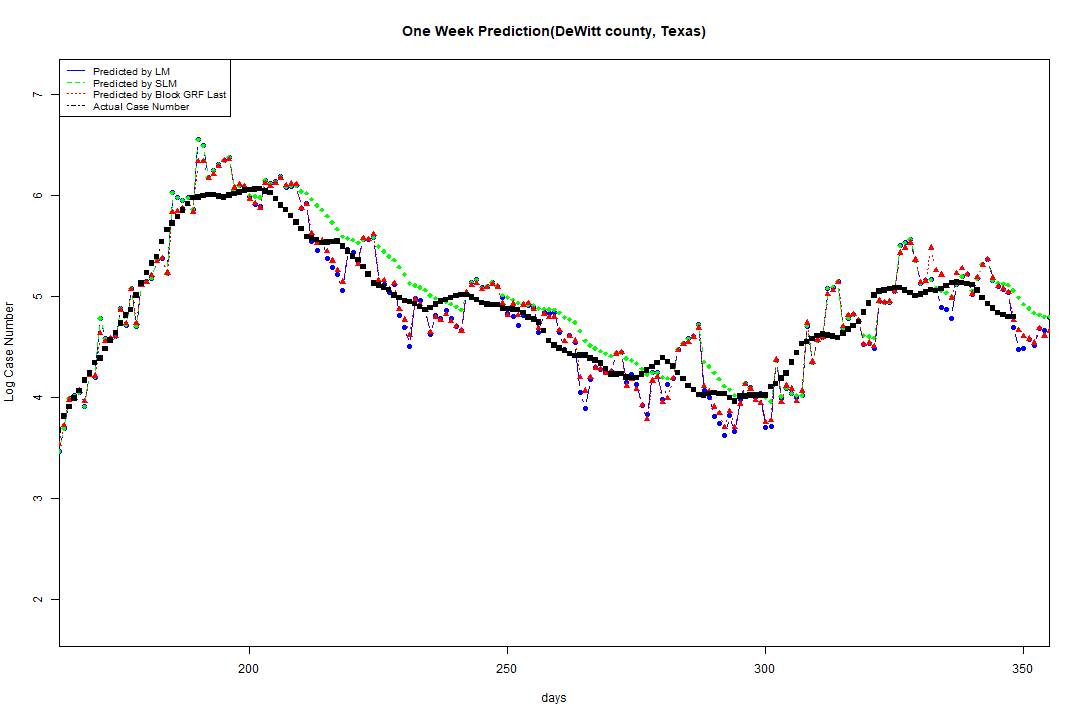 One Week Prediction(DeWitt county, Texas)
Predicted by LM
Predicted by SLM
Predicted by Block GRF Last
Actual Case Number
7
6
5
4
3
2
Log Case Number
200 250 300 350
days